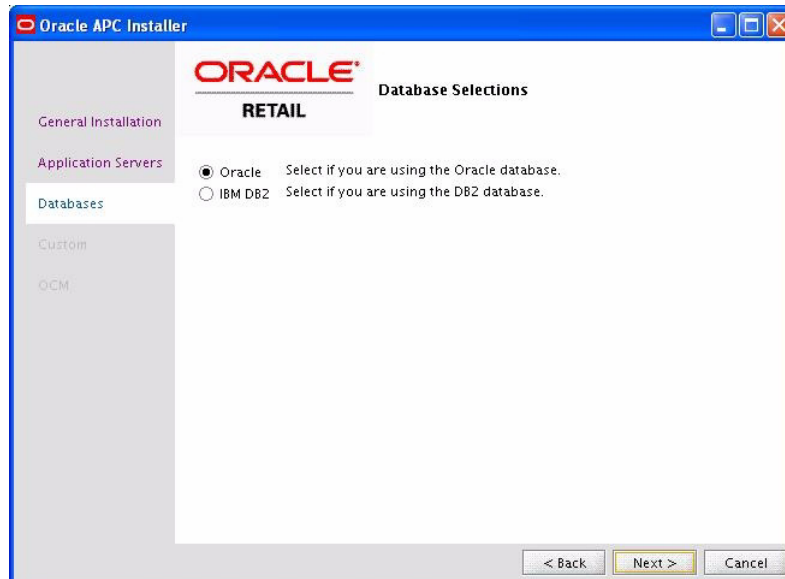 Oracle APC Installer
ORACLE®
RETAIL
Database Selections
General Installation
Application Servers
Databases
Custom
OCM
Oracle Select if you are using the Oracle database.
IBM DB2 Select if you are using the DB2 database.
< Back Next > Cancel